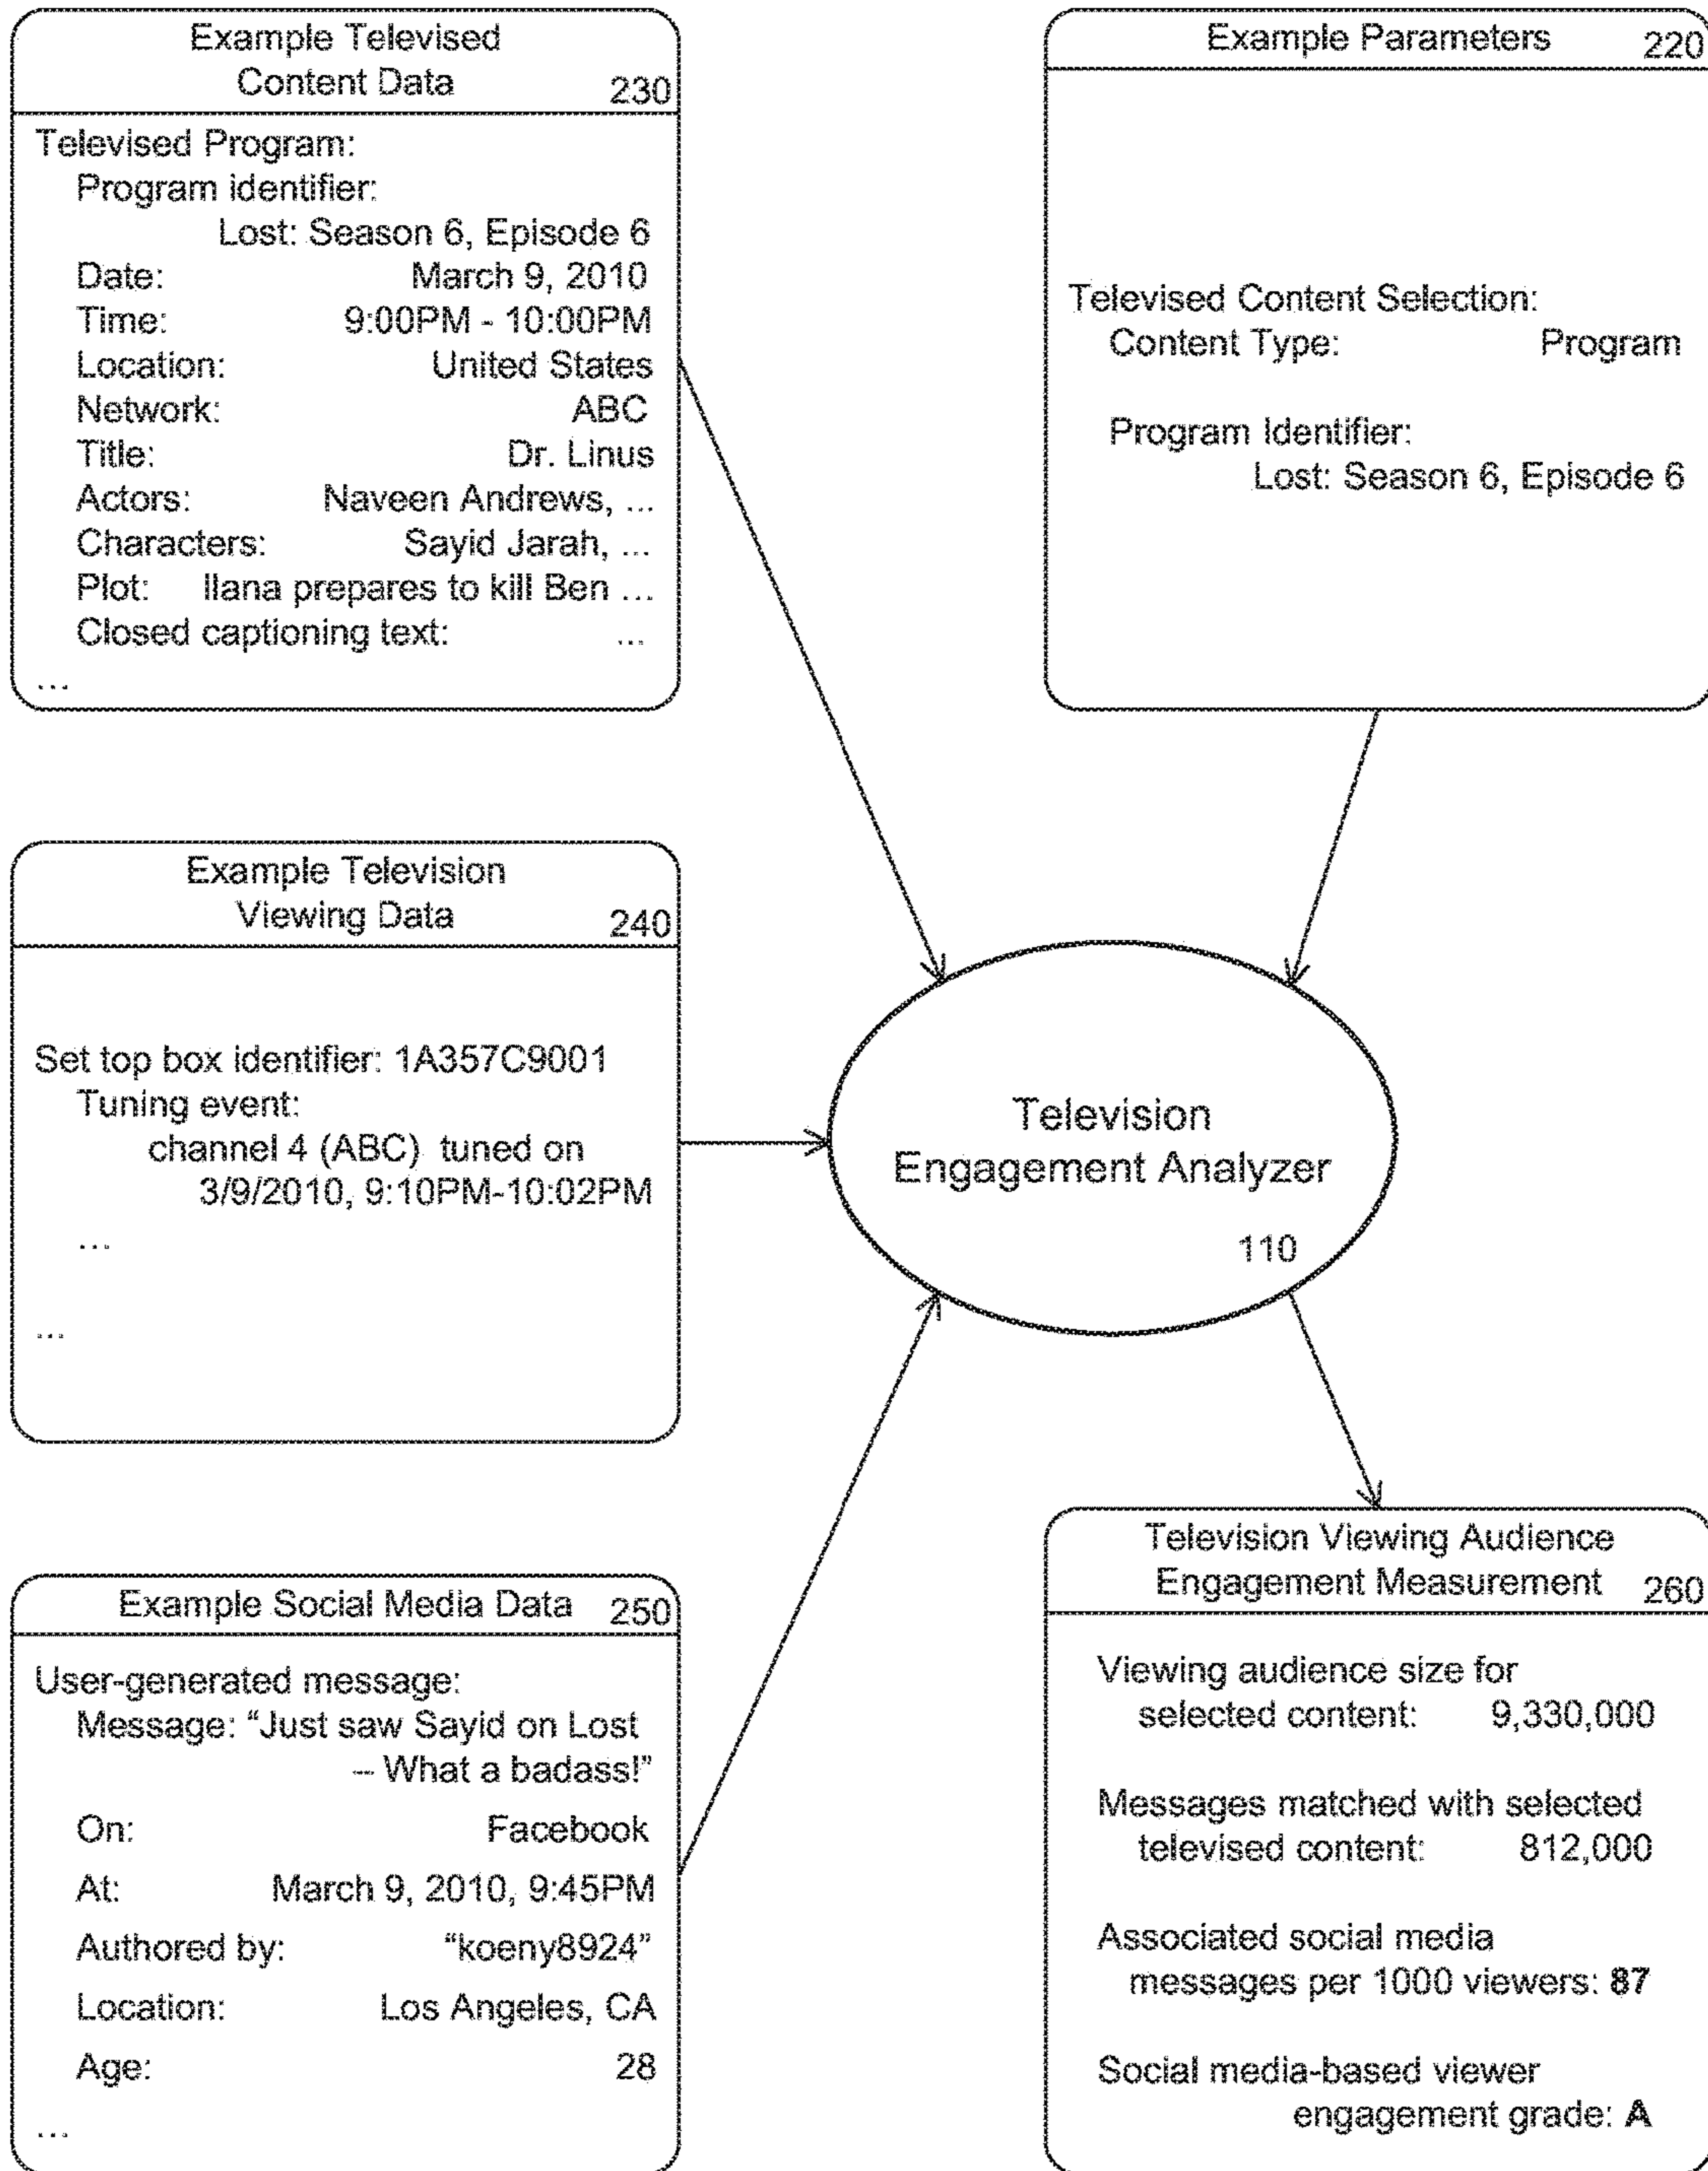 Example Televised
Content Data 230
Televised Program:
Program identifier:
Lost: Season 6, Episode 6
Date: March 9, 2010
Time: 9:00PM - 10:00PM
Location: United States
Network: ABC
Title: Dr. Linus
Actors: Naveen Andrews, ...
Characters: Sayid Jarah, ...
Plot: Ilana prepares to kill Ben ...
Closed captioning text: ...
...
Example Parameters 220
Televised Content Selection:
Content Type: Program
Program Identifier:
Lost: Season 6, Episode 6
Example Television
Viewing Data 240
Set top box identifier: 1A357C9001
Tuning event:
channel 4 (ABC) tuned on
3/9/2010, 9:10PM-10:02PM
...
...
Television
Engagement Analyzer
110
Example Social Media Data 250
User-generated message:
Message: “Just saw Sayid on Lost
– What a badass!”
On: Facebook
At: March 9, 2010, 9:45PM
Authored by: “koeny8924”
Location: Los Angeles, CA
Age: 28
...
Television Viewing Audience
Engagement Measurement 260
Viewing audience size for
selected content: 9,330,000
Messages matched with selected
televised content: 812,000
Associated social media
messages per 1000 viewers: 87
Social media-based viewer
engagement grade: A